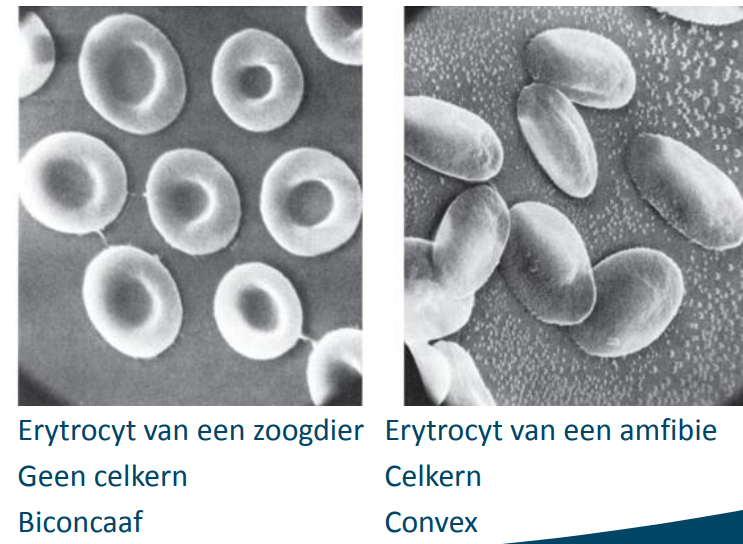 Erytrocyt van een zoogdier
Geen celkern
Biconcaaf
Erytrocyt van een amfibie
Celkern
Convex